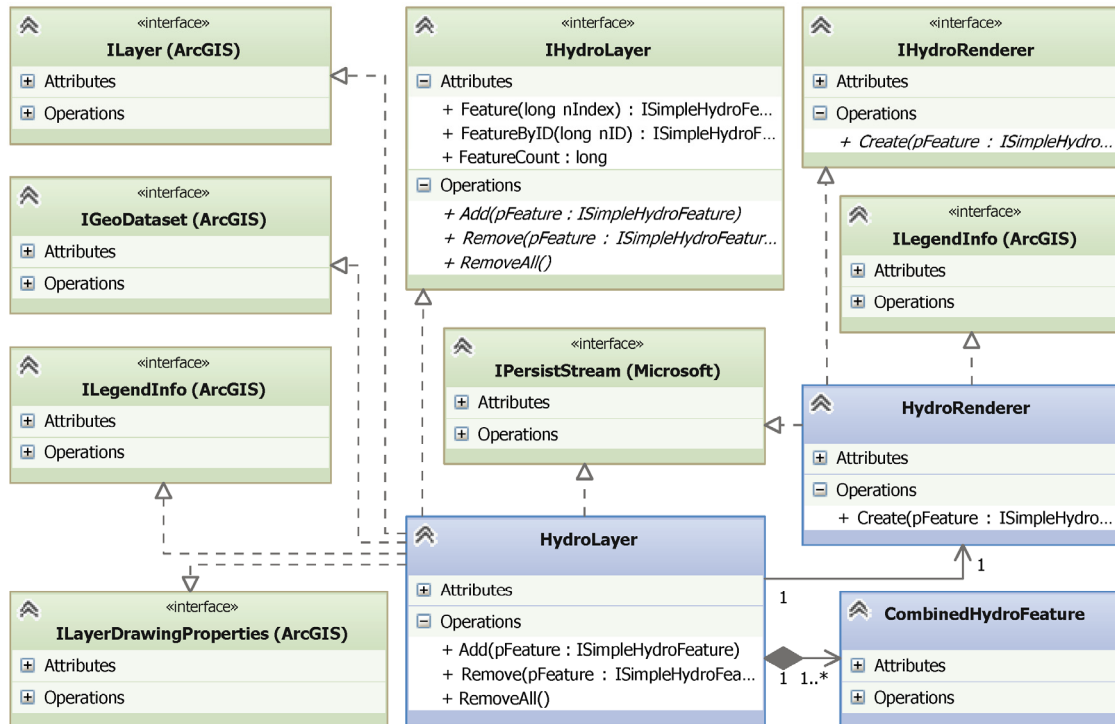 «interface»
ILayer (ArcGIS)
Attributes
Operations
«interface»
IGeoDataset (ArcGIS)
Attributes
Operations
«interface»
ILegendInfo (ArcGIS)
Attributes
Operations
«interface»
ILayerDrawingProperties (ArcGIS)
Attributes
Operations
«interface»
IHydroLayer
Attributes
+ Feature(long nIndex) : ISimpleHydroFe...
+ FeatureByID(long nID) : ISimpleHydroF...
+ FeatureCount : long
Operations
+ Add(pFeature : ISimpleHydroFeature)
+ Remove(pFeature : ISimpleHydroFeatur...
+ RemoveAll()
«interface»
IPersistStream (Microsoft)
Attributes
Operations
HydroLayer
Attributes
Operations
+ Add(pFeature : ISimpleHydroFeature)
+ Remove(pFeature : ISimpleHydroFea...
+ RemoveAll()
«interface»
IHydroRenderer
Attributes
Operations
+ Create(pFeature : ISimpleHydro...
«interface»
ILegendInfo (ArcGIS)
Attributes
Operations
HydroRenderer
Attributes
Operations
+ Create(pFeature : ISimpleHydro...
1
1
CombinedHydroFeature
Attributes
Operations
1 1..*